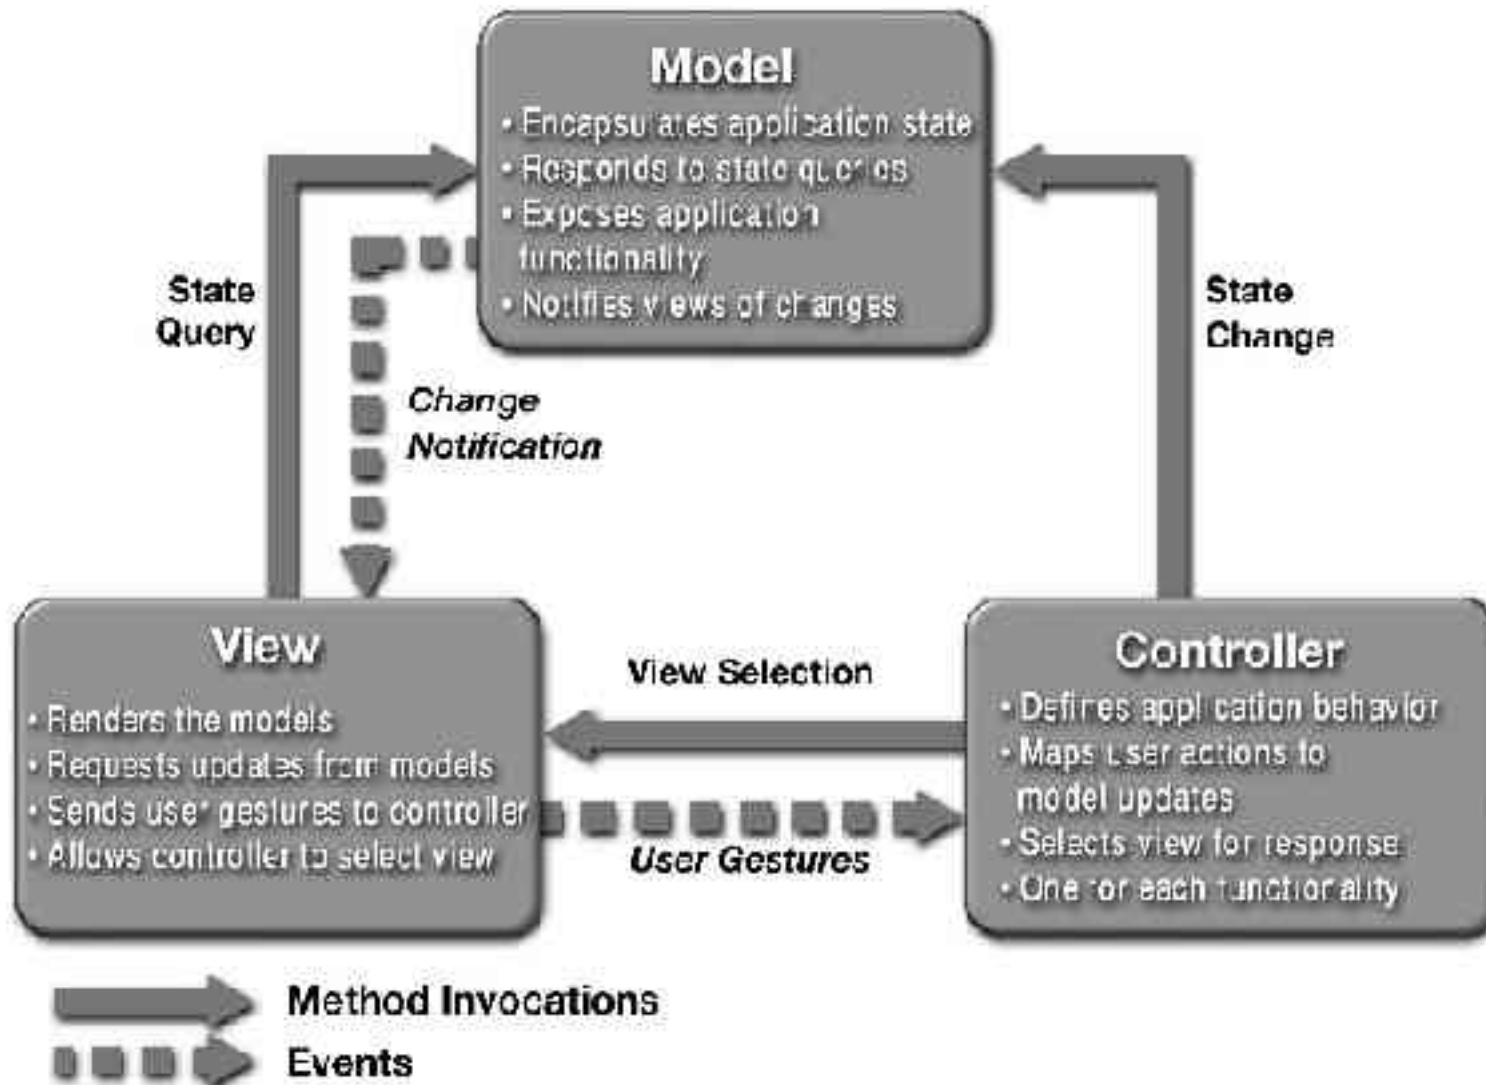 Model
• Encapsulates application state
• Responds to state queries
• Exposes application
functionality
• Notifies views of changes
State
Query
Change
Notification
State
Change
View
• Renders the models
• Requests updates from models
• Sends user gestures to controller
• Allows controller to select view
View Selection
User Gestures
Controller
• Defines application behavior
• Maps user actions to
model updates
• Selects view for response
• One for each functionality
Method Invocations
Events